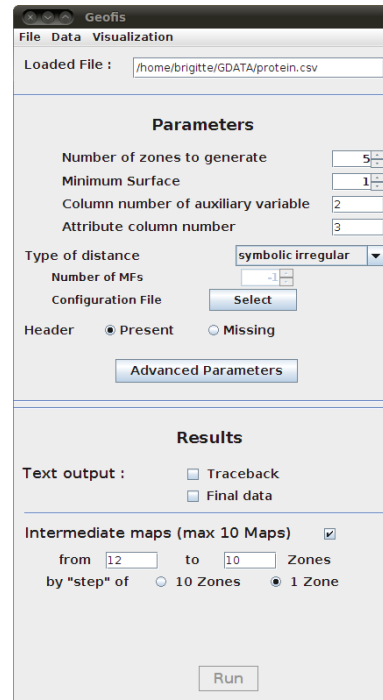 Geofis
File Data Visualization
Loaded File : /home/brigitte/GDATA/protein.csv
Parameters
Number of zones to generate 5
Minimum Surface 1
Column number of auxiliary variable 2
Attribute column number 3
Type of distance symbolic irregular
Number of MFs -1
Configuration File Select
Header Present Missing
Advanced Parameters
Results
Text output : Traceback
Final data
Intermediate maps (max 10 Maps)
from 12 to 10 Zones
by "step" of 10 Zones 1 Zone
Run